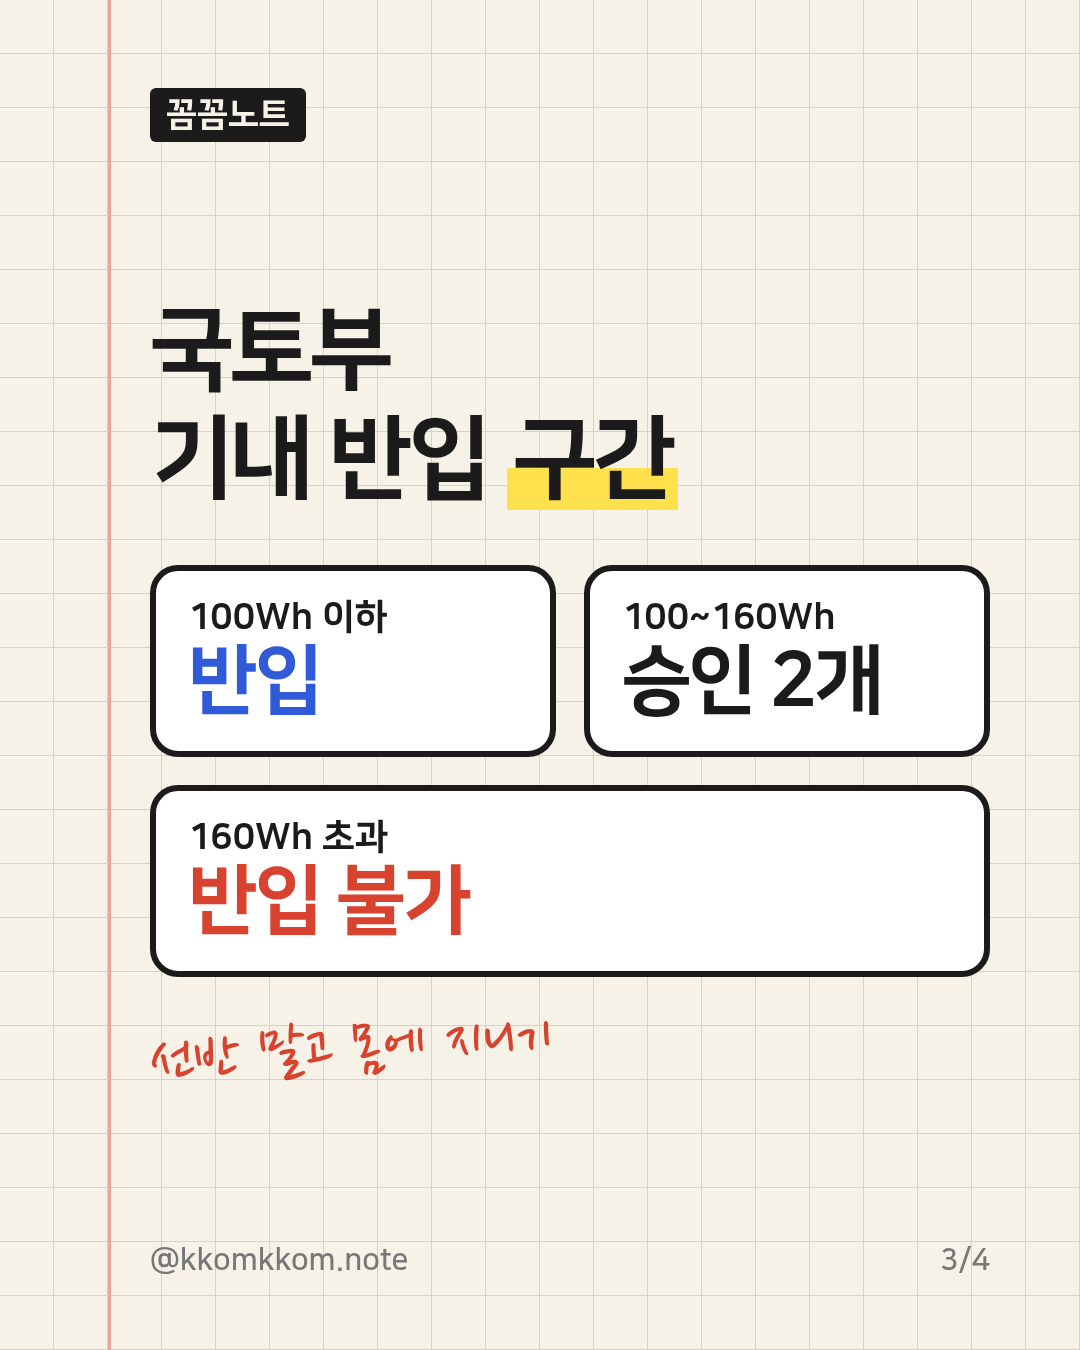 꼼꼼노트
국토부
기내 반입 구간
100Wh 이하
반입
100~160Wh
승인 2개
160Wh 초과
반입 불가
선반 말고 몸에 지니기
@kkomkkom.note
3/4